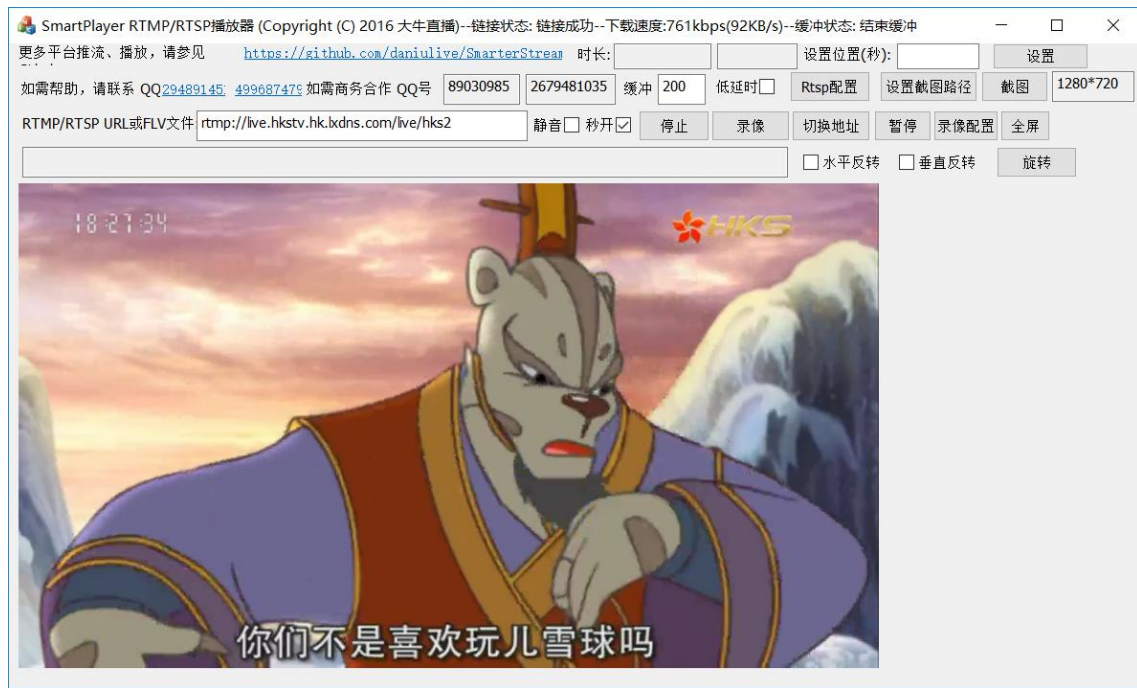 SmartPlayer RTMP/RTSP播放器 (Copyright (C) 2016 大牛直播)--链接状态: 链接成功--下载速度:761kbps(92KB/s)--缓冲状态: 结束缓冲
更多平台推流、播放，请参见 https://github.com/daniulive/SmarterStream 时长: 设置位置(秒): 设置
如需帮助，请联系 QQ 499687479 如需商务合作 QQ号 89030985 2679481035 缓冲 200 低延时 Rtsp配置 设置截图路径 截图 1280*720
RTMP/RTSP URL或FLV文件 rtmp://live.hkstv.hk.lxdns.com/live/hks2 静音 秒开 停止 录像 切换地址 暂停 录像配置 全屏
水平反转 垂直反转 旋转
18:27:34 HKS
你们不是喜欢玩儿雪球吗